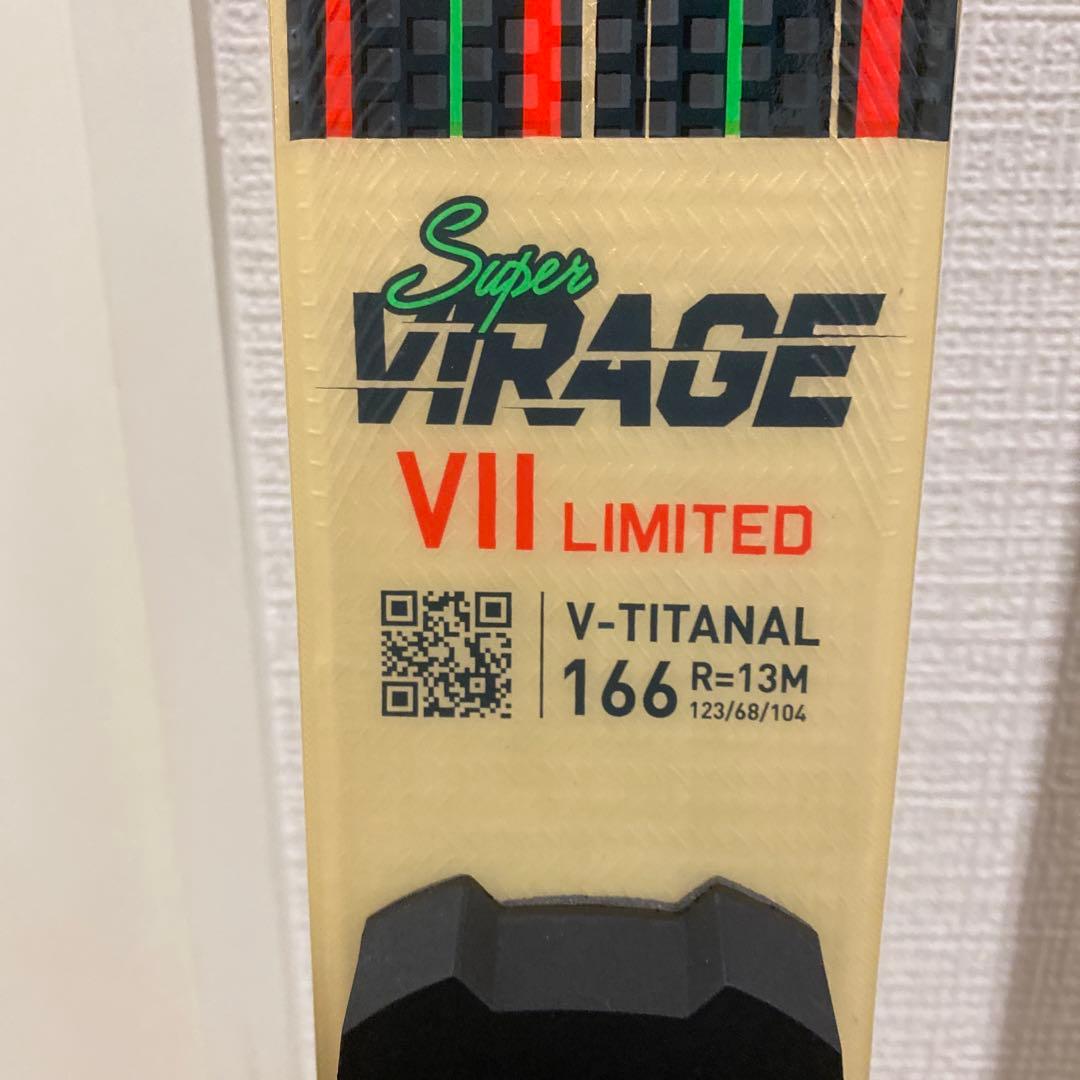 Super
VIRAGE
VII LIMITED
V-TITANAL
166 R=13M
123/68/104